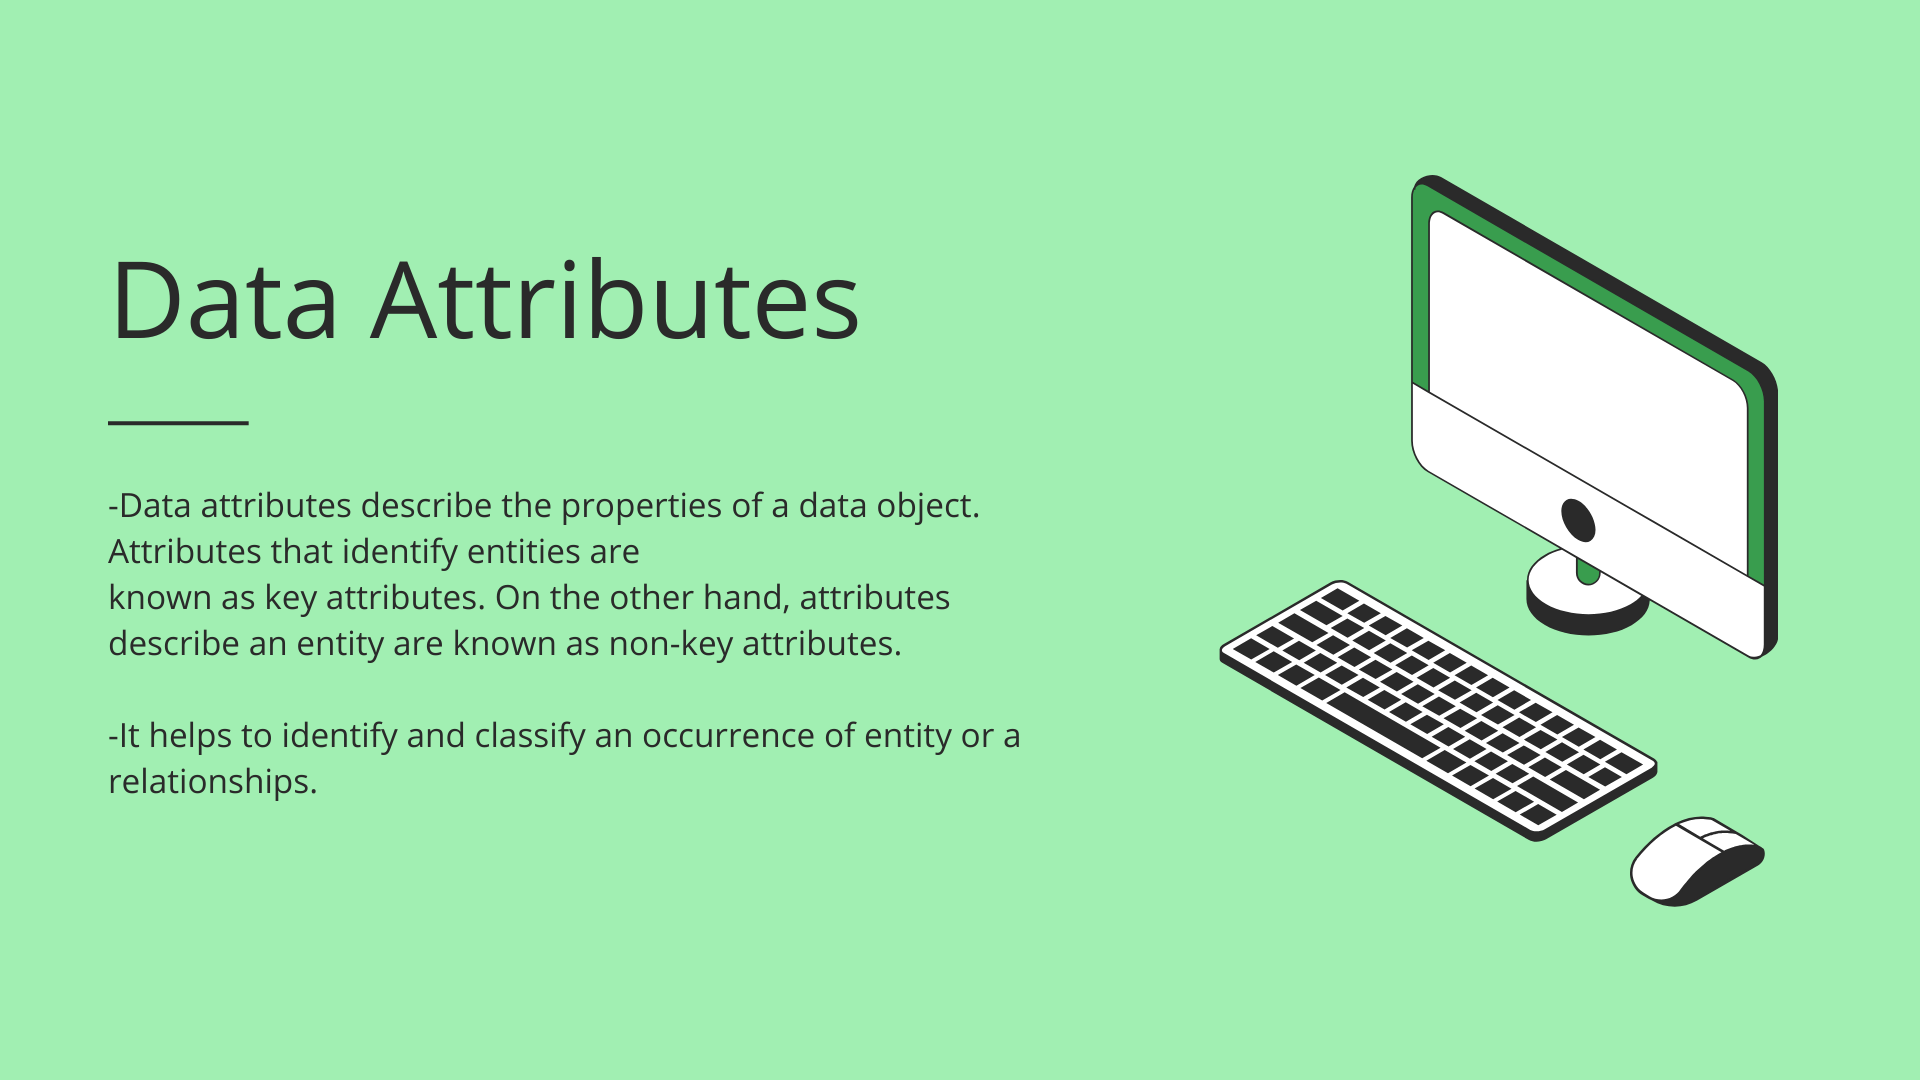 Data Attributes
-Data attributes describe the properties of a data object.
Attributes that identify entities are
known as key attributes. On the other hand, attributes
describe an entity are known as non-key attributes.
-It helps to identify and classify an occurrence of entity or a
relationships.